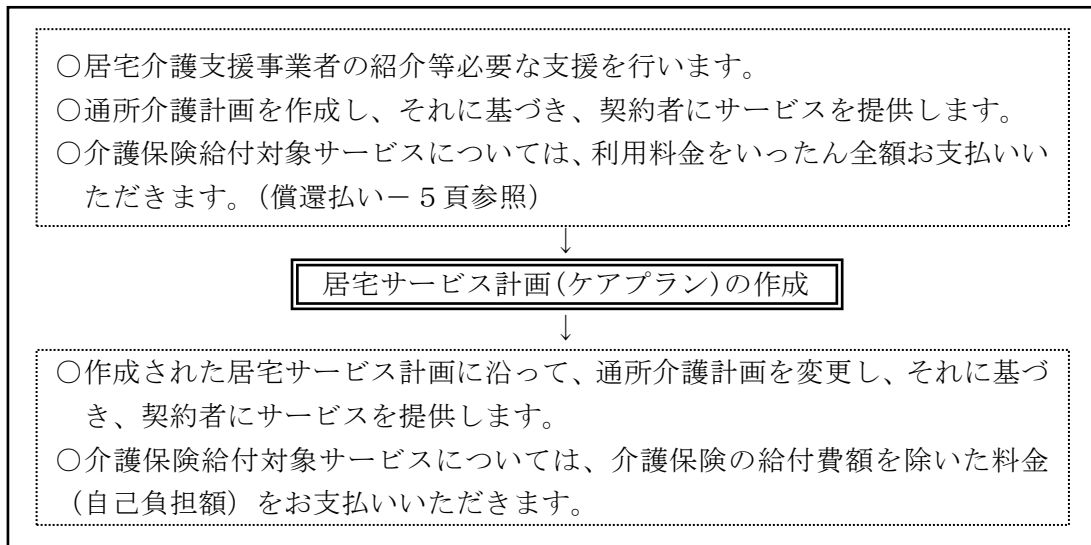 ○居宅介護支援事業者の紹介等必要な支援を行います。
○通所介護計画を作成し、それに基づき、契約者にサービスを提供します。
○介護保険給付対象サービスについては、利用料金をいったん全額お支払いい
ただきます。（償還払い－５頁参照）
↓
居宅サービス計画（ケアプラン）の作成
↓
○作成された居宅サービス計画に沿って、通所介護計画を変更し、それに基づ
き、契約者にサービスを提供します。
○介護保険給付対象サービスについては、介護保険の給付費額を除いた料金
（自己負担額）をお支払いいただきます。